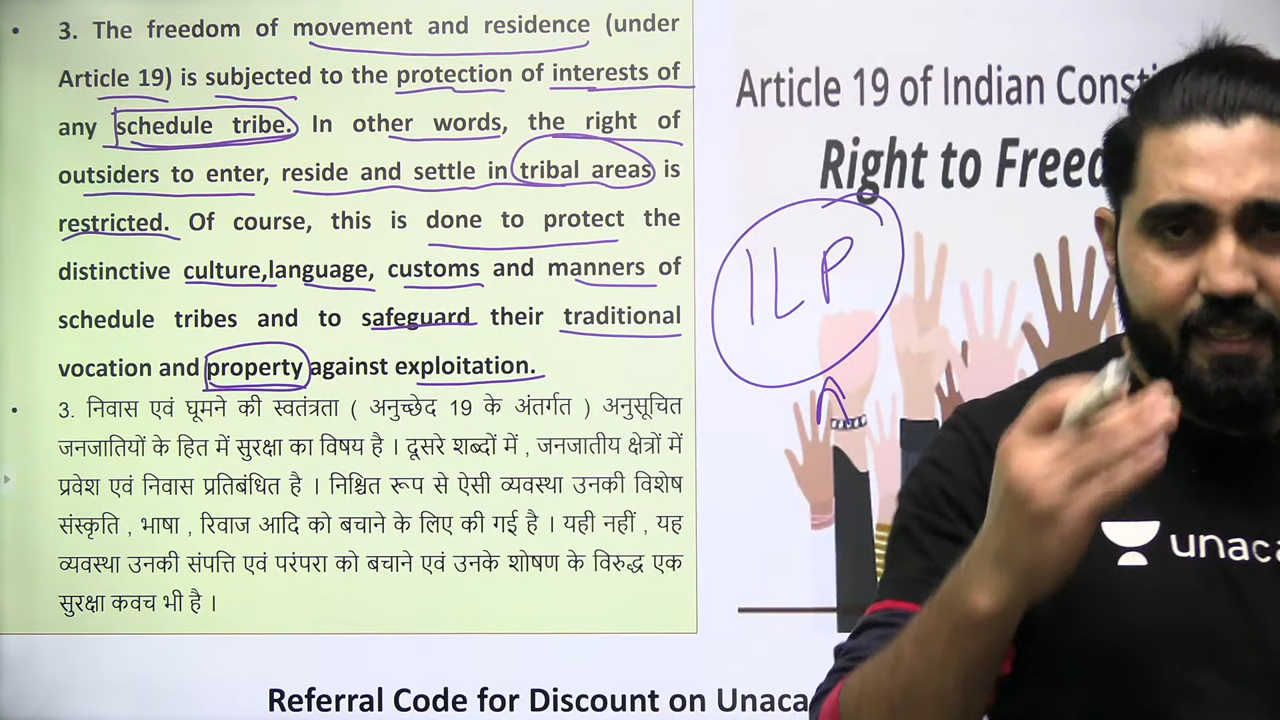 3. The freedom of movement and residence (under
Article 19) is subjected to the protection of interests of
any schedule tribe. In other words, the right of
outsiders to enter, reside and settle in tribal areas is
restricted. Of course, this is done to protect the
distinctive culture,language, customs and manners of
schedule tribes and to safeguard their traditional
vocation and property against exploitation.
3. निवास एवं घूमने की स्वतंत्रता ( अनुच्छेद 19 के अंतर्गत ) अनुसूचित
जनजातियों के हित में सुरक्षा का विषय है । दूसरे शब्दों में , जनजातीय क्षेत्रों में
प्रवेश एवं निवास प्रतिबंधित है । निश्चित रूप से ऐसी व्यवस्था उनकी विशेष
संस्कृति , भाषा , रिवाज आदि को बचाने के लिए की गई है । यही नहीं , यह
व्यवस्था उनकी संपत्ति एवं परंपरा को बचाने एवं उनके शोषण के विरुद्ध एक
सुरक्षा कवच भी है ।
Article 19 of Indian Consti
Right to Freed
ILP
unaca
Referral Code for Discount on Unaca